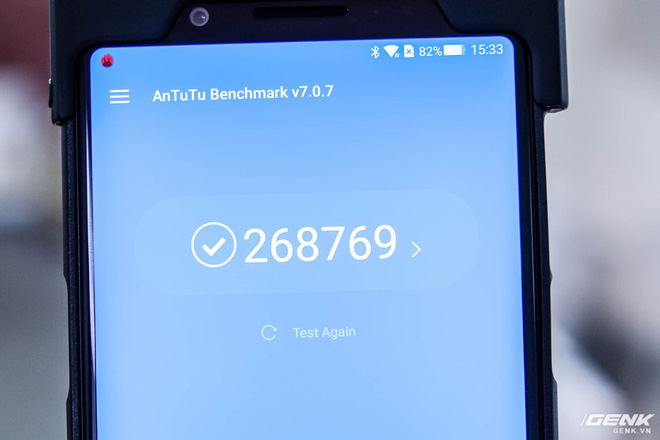 82% 15:33
AnTuTu Benchmark v7.0.7
268769
Test Again
GENK
GENK.VN